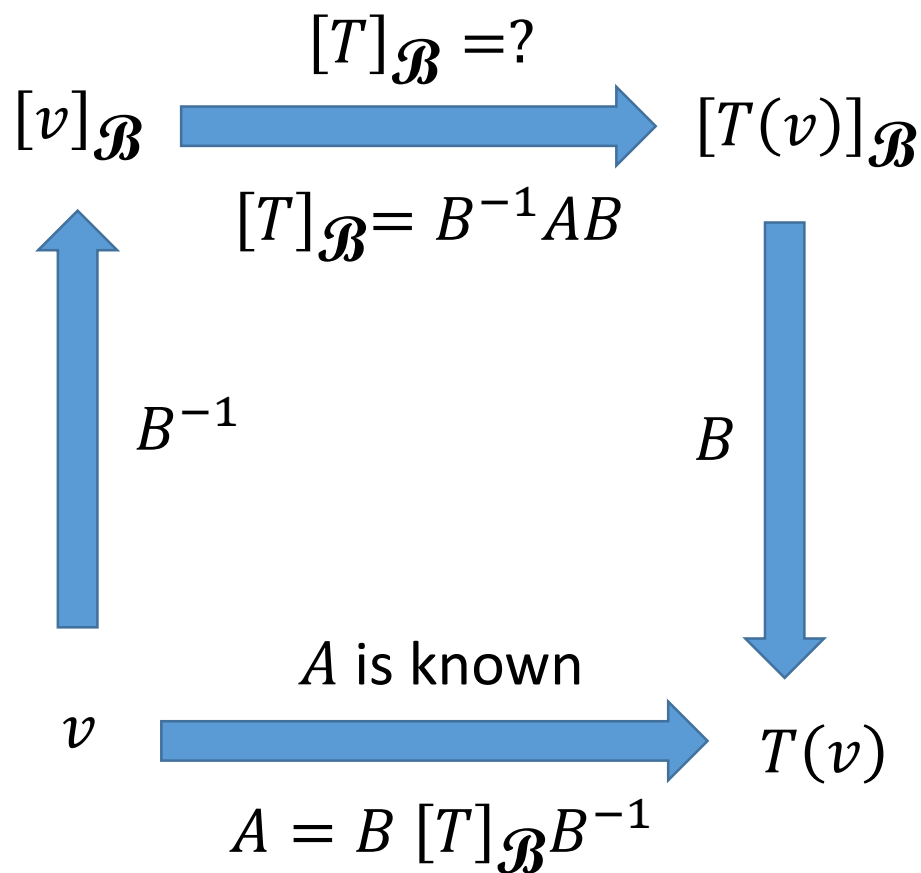 [T]𝓑 =?
[v]𝓑
[T(v)]𝓑
[T]𝓑= B⁻¹AB
B⁻¹
B
A is known
v
T(v)
A = B [T]𝓑B⁻¹